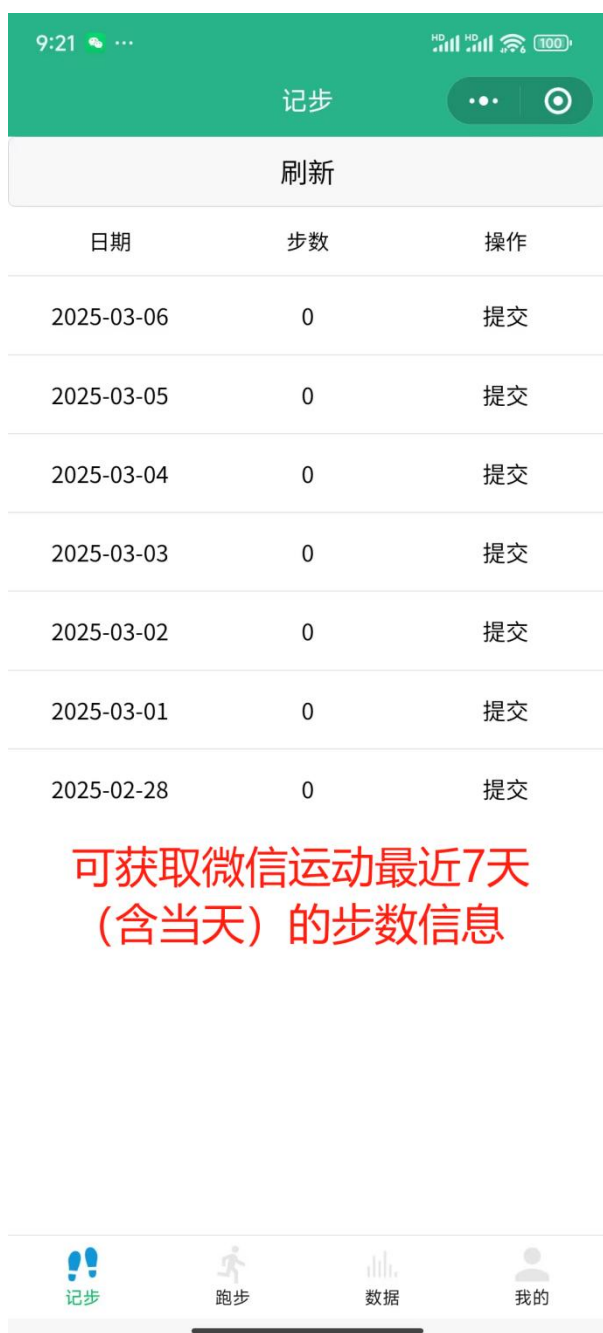 9:21 ...
HD HD 6 100
记步
刷新
日期 步数 操作
2025-03-06 0 提交
2025-03-05 0 提交
2025-03-04 0 提交
2025-03-03 0 提交
2025-03-02 0 提交
2025-03-01 0 提交
2025-02-28 0 提交
可获取微信运动最近7天
（含当天）的步数信息
记步 跑步 数据 我的